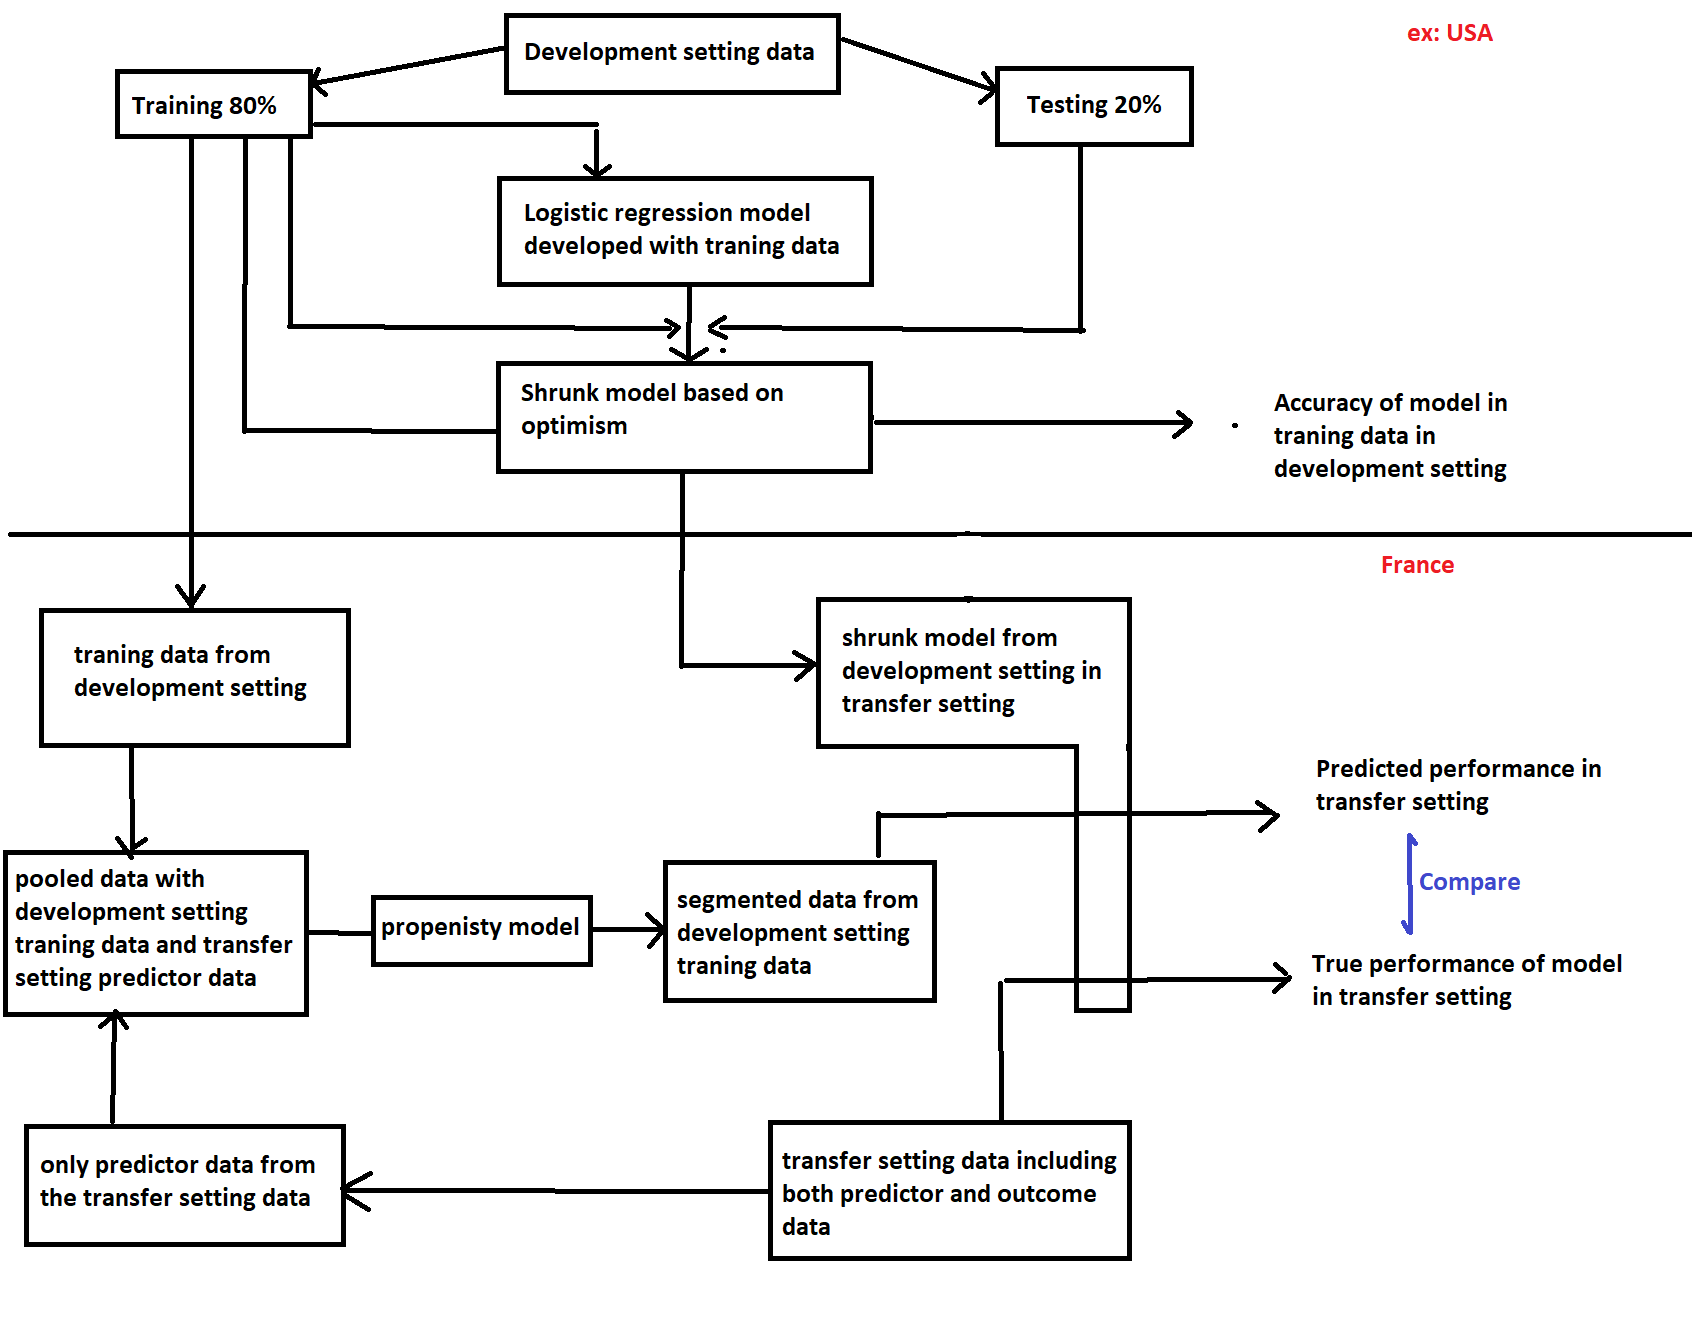 ex: USA
Development setting data
Training 80%
Testing 20%
Logistic regression model
developed with traning data
Shrunk model based on
optimism
Accuracy of model in
traning data in
development setting
France
traning data from
development setting
shrunk model from
development setting in
transfer setting
Predicted performance in
transfer setting
Compare
pooled data with
development setting
traning data and transfer
setting predictor data
propenisty model
segmented data from
development setting
traning data
True performance of model
in transfer setting
only predictor data from
the transfer setting data
transfer setting data including
both predictor and outcome
data